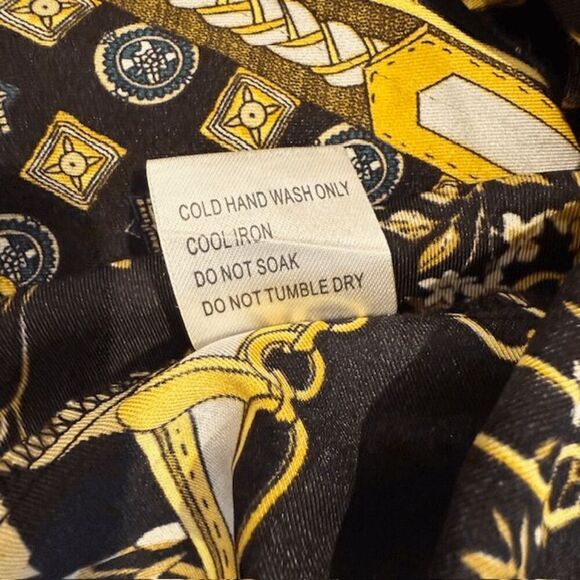 COLD HAND WASH ONLY
COOL IRON
DO NOT SOAK
DO NOT TUMBLE DRY